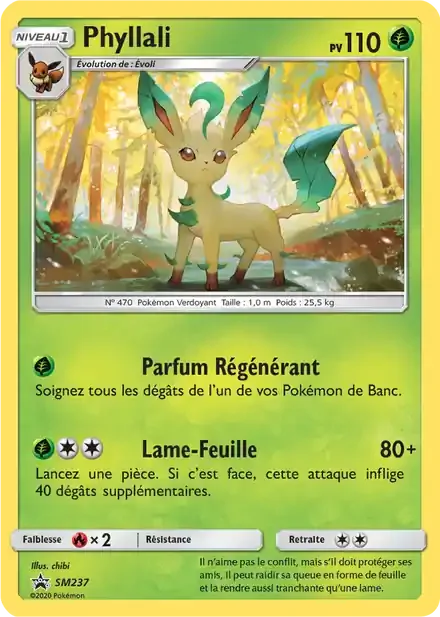 NIVEAU 1
Phyllali
PV 110
Évolution de : Évoli
N° 470 Pokémon Verdoyant Taille : 1,0 m Poids : 25,5 kg
Parfum Régénérant
Soignez tous les dégâts de l'un de vos Pokémon de Banc.
Lame-Feuille 80+
Lancez une pièce. Si c'est face, cette attaque inflige
40 dégâts supplémentaires.
Faiblesse × 2 Résistance Retraite
Illus. chibi
SM237
©2020 Pokémon
Il n'aime pas le conflit, mais s'il doit protéger ses
amis, il peut raidir sa queue en forme de feuille
et la rendre aussi tranchante qu'une lame.